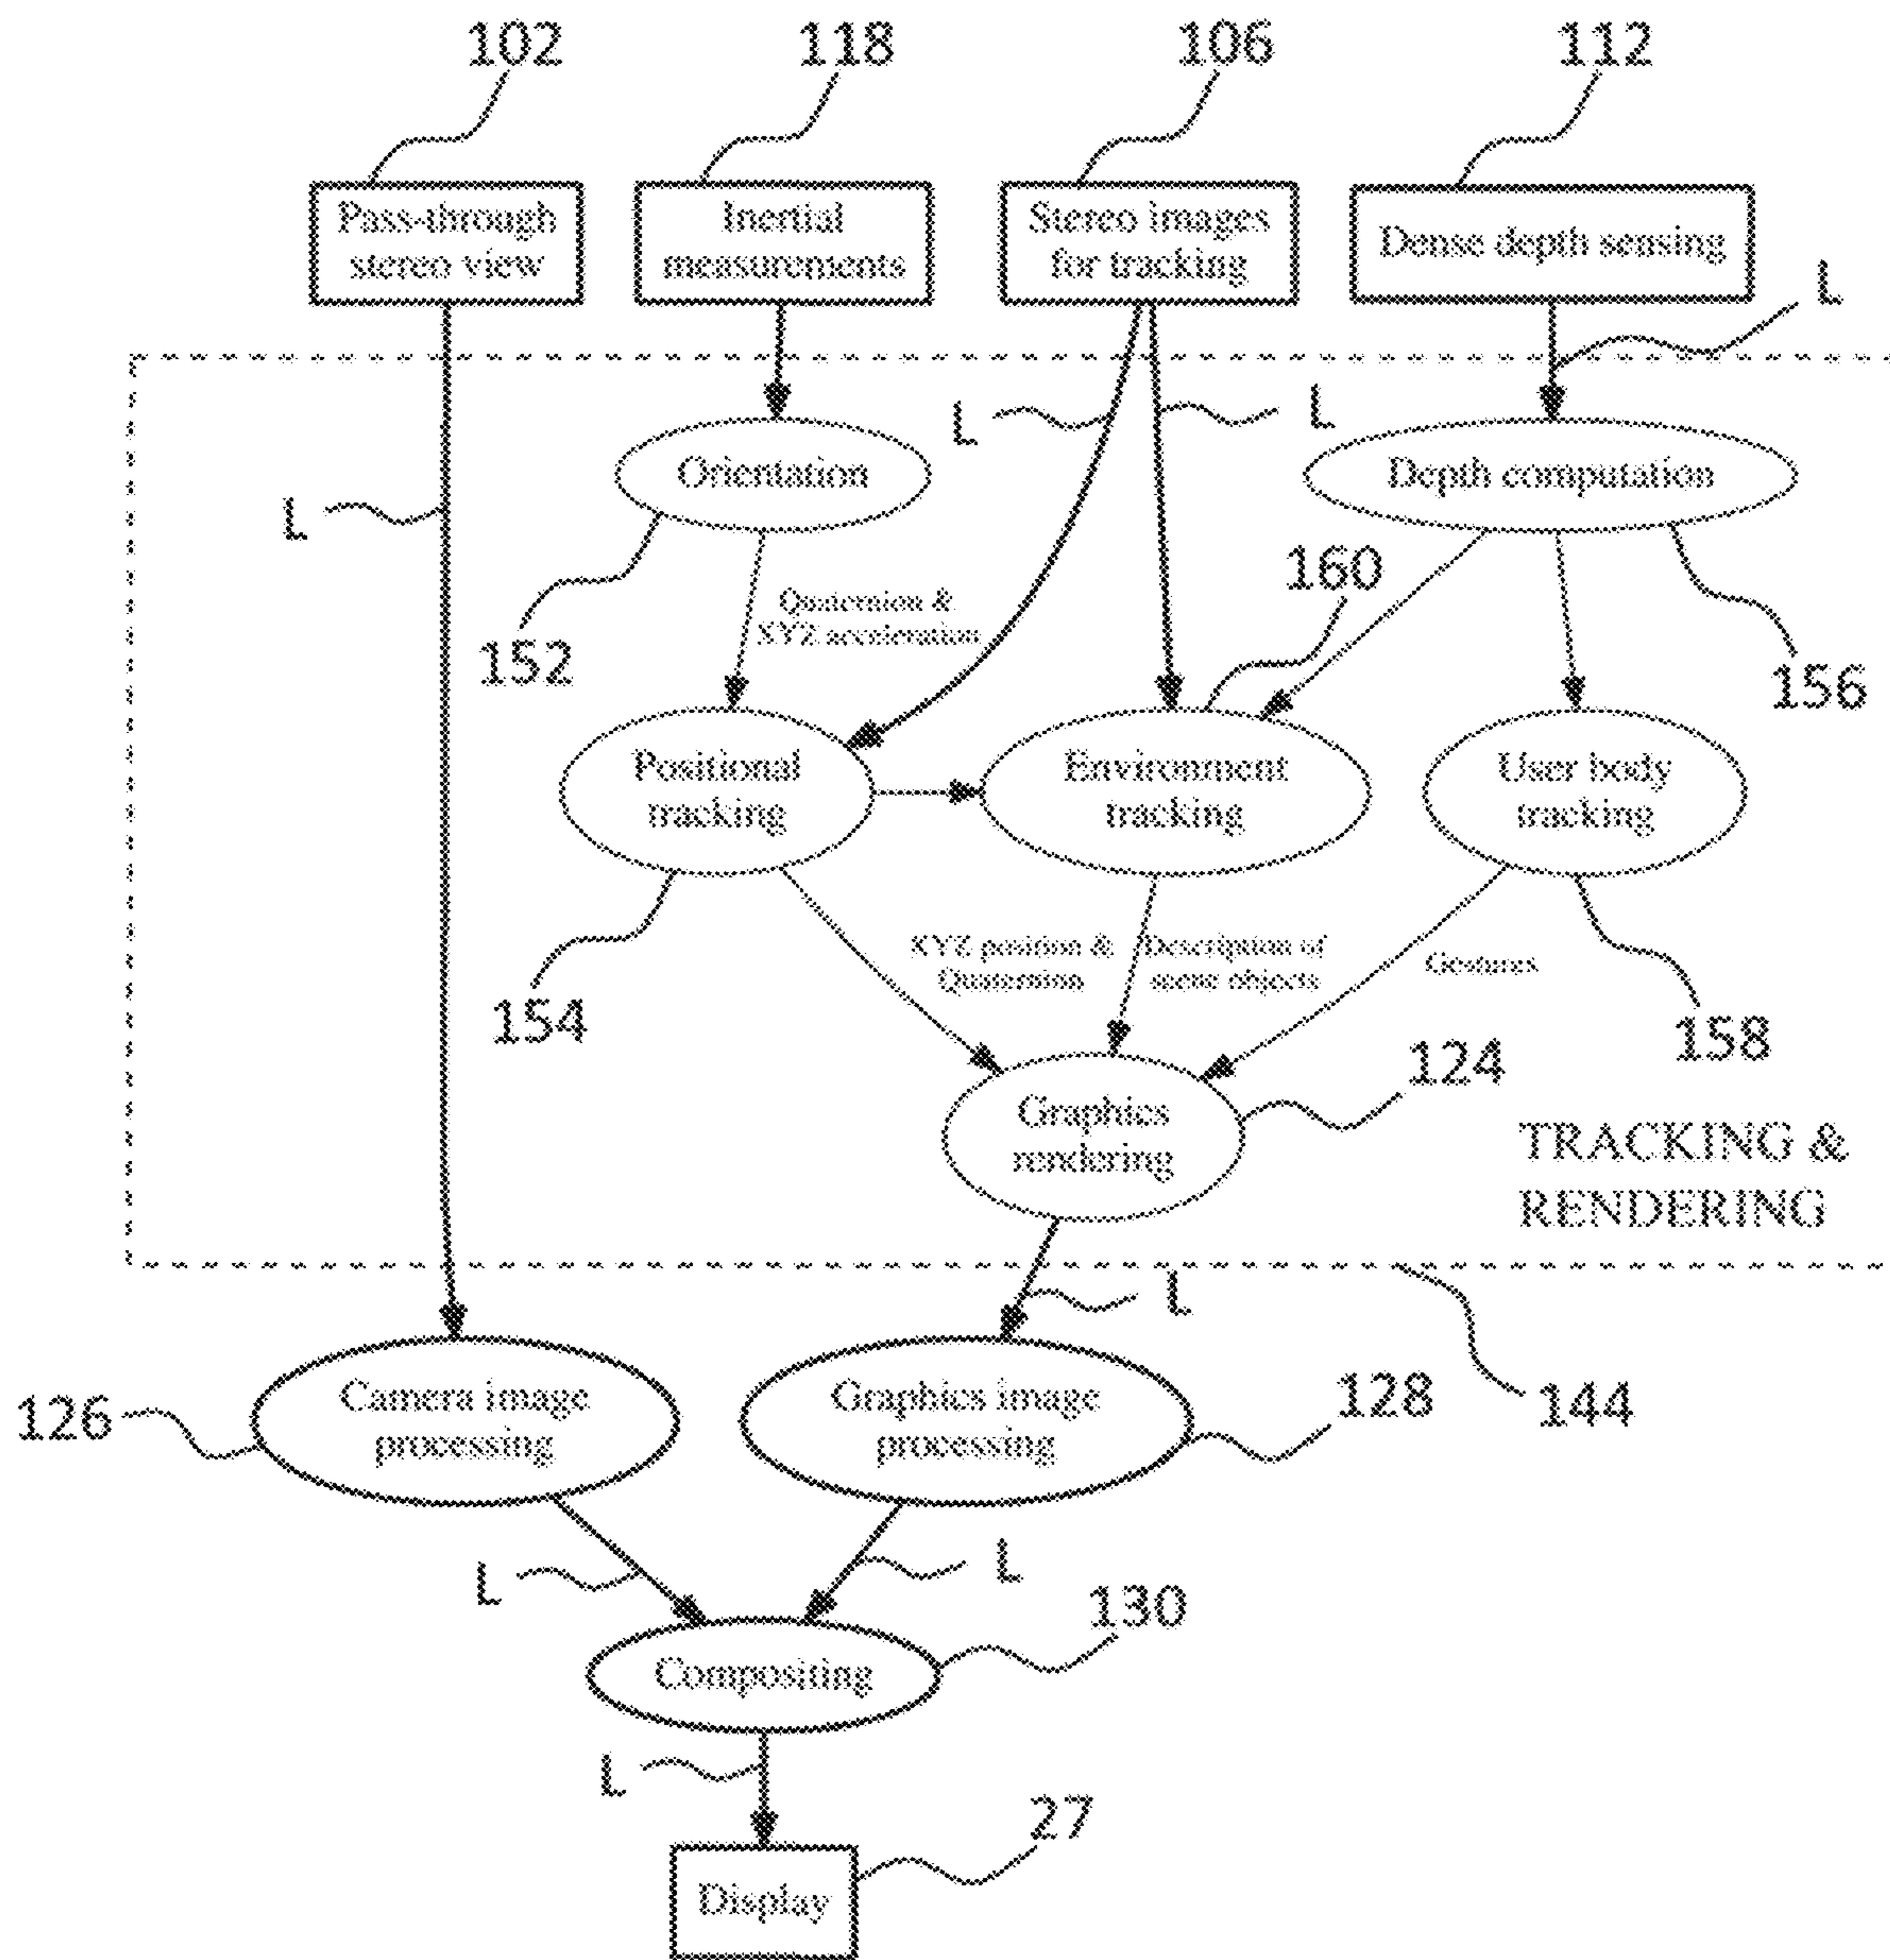 102
118
106
112
Pass-through
stereo view
Inertial
measurements
Stereo images
for tracking
Dense depth sensing
L
L
L
L
Orientation
Depth computation
160
Quaternion &
XYZ acceleration
152
156
Positional
tracking
Environment
tracking
User body
tracking
XYZ position &
Quaternion
Description of
scene objects
Gestures
154
158
124
Graphics
rendering
TRACKING &
RENDERING
L
126
Camera image
processing
Graphics image
processing
128
144
L
L
130
Compositing
L
27
Display